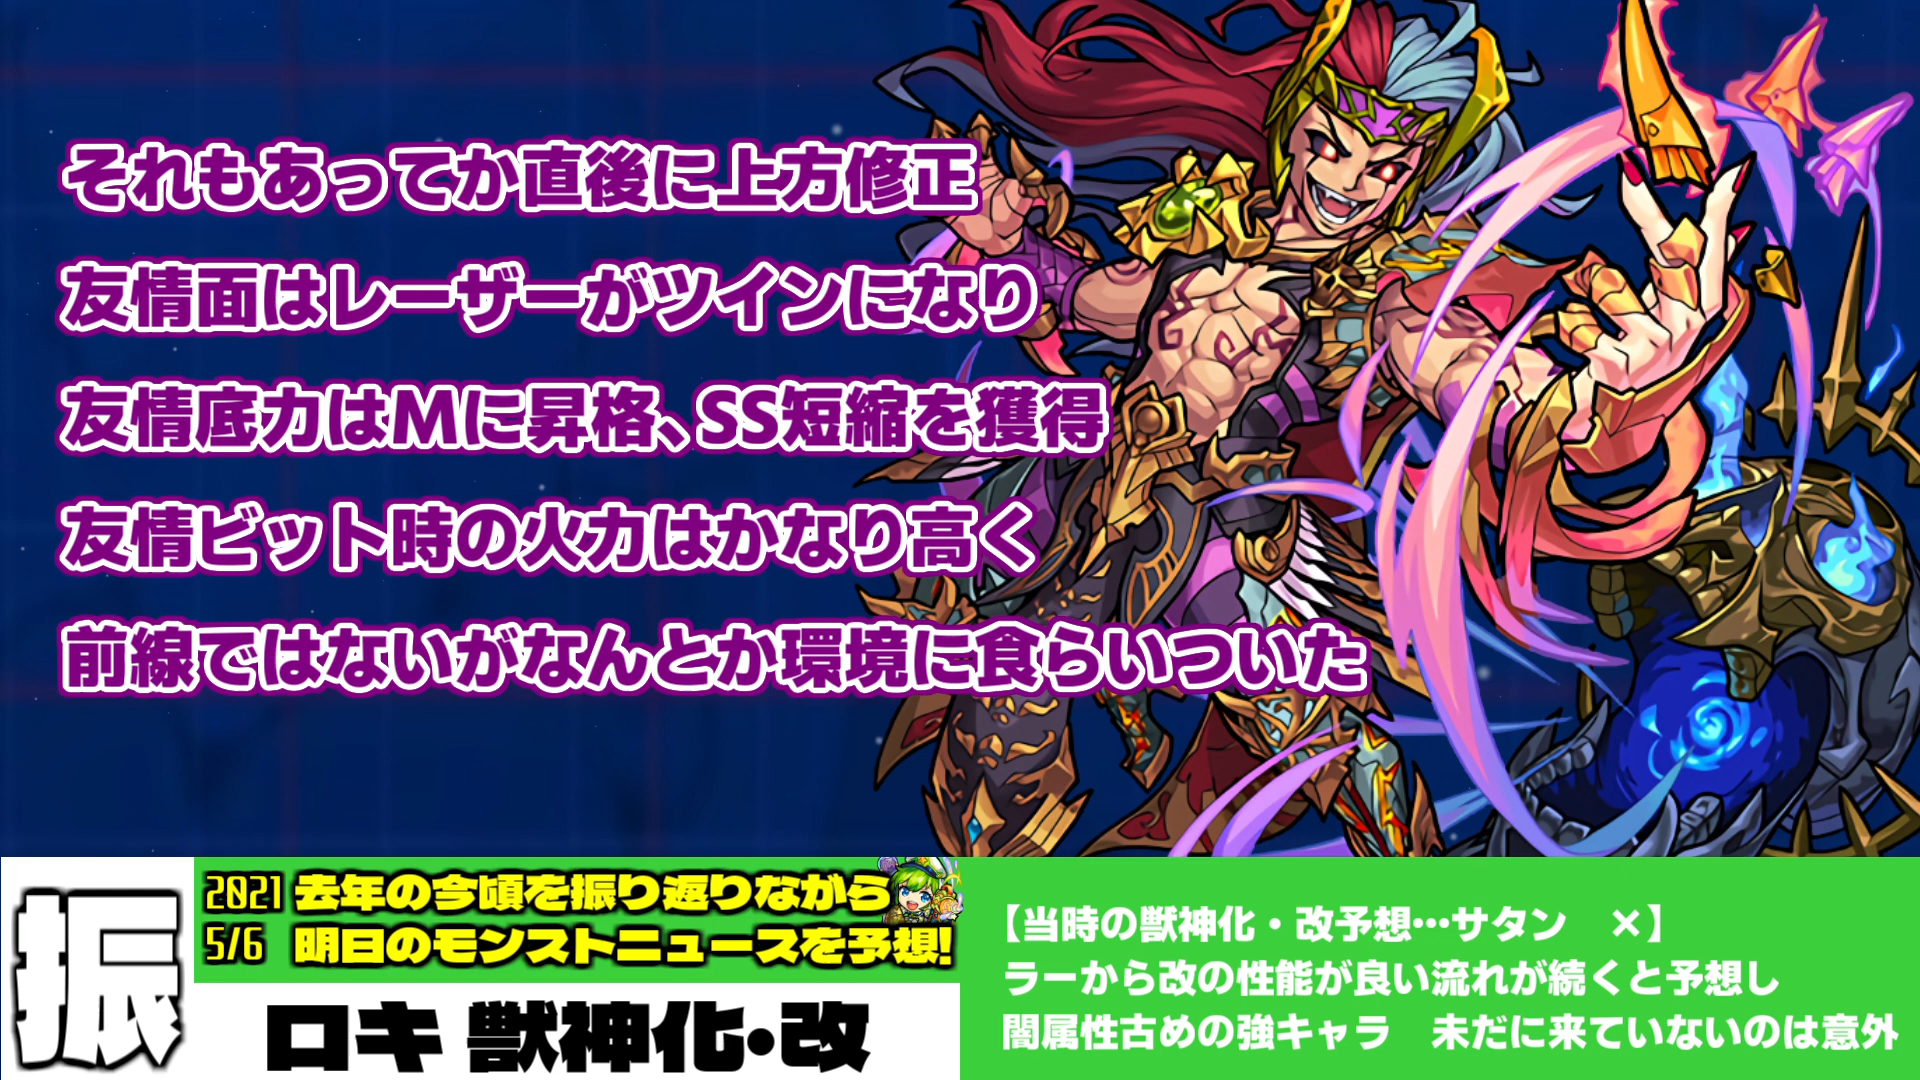 それもあってか直後に上方修正
友情面はレーザーがツインになり
友情底力はMに昇格、SS短縮を獲得
友情ビット時の火力はかなり高く
前線ではないがなんとか環境に食らいついた
振
2021 去年の今頃を振り返りながら
5/6 明日のモンストニュースを予想!
ロキ 獣神化・改
【当時の獣神化・改予想…サタン　×】
ラーから改の性能が良い流れが続くと予想し
闇属性古めの強キャラ　未だに来ていないのは意外